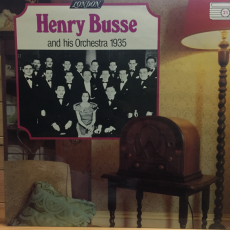 LONDON
Henry Busse
and his Orchestra 1935